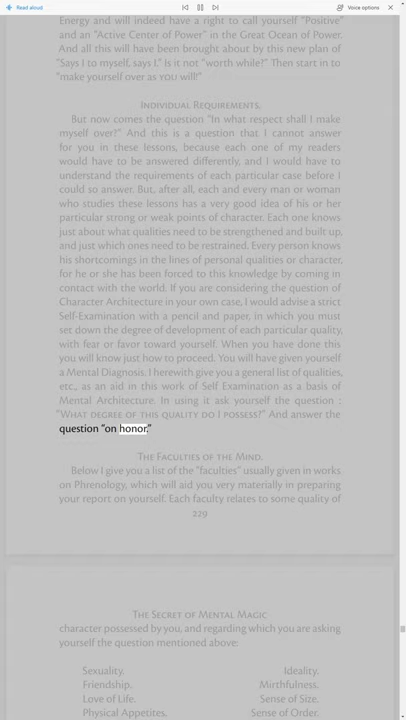 Read aloud
Voice options
Energy and will indeed have a right to call yourself "Positive"
and an "Active Center of Power" in the Great Ocean of Power.
And all this will have been brought about by this new plan of
"Says I to myself, says I." Is it not "worth while?" Then start in to
"make yourself over as YOU will!"
INDIVIDUAL REQUIREMENTS.
But now comes the question "In what respect shall I make
myself over?" And this is a question that I cannot answer
for you in these lessons, because each one of my readers
would have to be answered differently, and I would have to
understand the requirements of each particular case before I
could so answer. But, after all, each and every man or woman
who studies these lessons has a very good idea of his or her
particular strong or weak points of character. Each one knows
just about what qualities need to be strengthened and built up,
and just which ones need to be restrained. Every person knows
his shortcomings in the lines of personal qualities or character,
for he or she has been forced to this knowledge by coming in
contact with the world. If you are considering the question of
Character Architecture in your own case, I would advise a strict
Self-Examination with a pencil and paper, in which you must
set down the degree of development of each particular quality,
with fear or favor toward yourself. When you have done this
you will know just how to proceed. You will have given yourself
a Mental Diagnosis. I herewith give you a general list of qualities,
etc., as an aid in this work of Self Examination as a basis of
Mental Architecture. In using it ask yourself the question :
"WHAT DEGREE OF THIS QUALITY DO I POSSESS?" And answer the
question "on honor."
THE FACULTIES OF THE MIND.
Below I give you a list of the "faculties" usually given in works
on Phrenology, which will aid you very materially in preparing
your report on yourself. Each faculty relates to some quality of
229
THE SECRET OF MENTAL MAGIC
character possessed by you, and regarding which you are asking
yourself the question mentioned above:
Sexuality. Ideality.
Friendship. Mirthfulness.
Love of Life. Sense of Size.
Physical Appetites. Sense of Order.